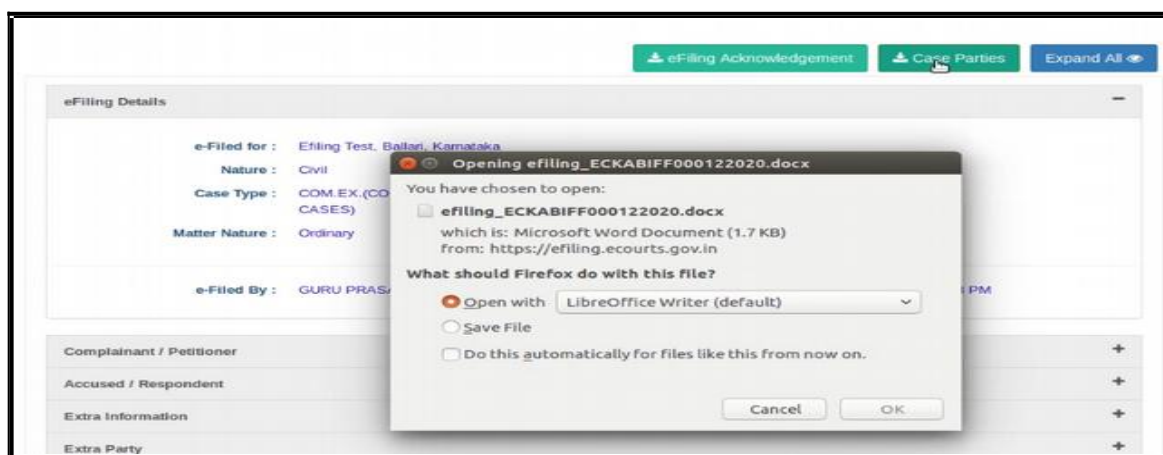 eFiling Acknowledgement Case Parties Expand All
eFiling Details
e-Filed for : Efiling Test, Ballari, Karnataka
Nature : Civil
Case Type : COM.EX.(CO
CASES)
Matter Nature : Ordinary
e-Filed By : GURU PRASA PM
Complainant / Petitioner
Accused / Respondent
Extra Information
Extra Party
Opening efiling_ECKABIFF000122020.docx
You have chosen to open:
efiling_ECKABIFF000122020.docx
which is: Microsoft Word Document (1.7 KB)
from: https://efiling.ecourts.gov.in
What should Firefox do with this file?
Open with LibreOffice Writer (default)
Save File
Do this automatically for files like this from now on.
Cancel OK